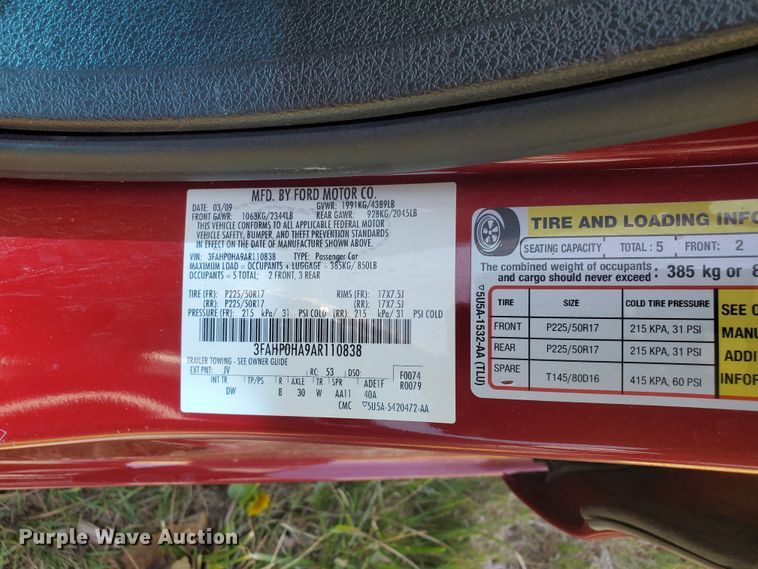 MFD. BY FORD MOTOR CO.
DATE: 03/09 GVWR: 1991KG/4389LB
FRONT GAWR: 1063KG/2344LB REAR GAWR: 928KG/2045LB
THIS VEHICLE CONFORMS TO ALL APPLICABLE FEDERAL MOTOR
VEHICLE SAFETY, BUMPER, AND THEFT PREVENTION STANDARDS
IN EFFECT ON THE DATE OF MANUFACTURE SHOWN ABOVE.
VIN: 3FAHP0HA9AR110838 TYPE: Passenger Car
MAXIMUM LOAD = OCCUPANTS + LUGGAGE = 385KG/ 850LB
OCCUPANTS = 5 TOTAL: 2 FRONT, 3 REAR
TIRE (FR): P225/50R17 RIMS (FR): 17X7.5J
(RR): P225/50R17 (RR): 17X7.5J
PRESSURE (FR): 215 kPa/ 31 PSI COLD (RR): 215 kPa/ 31 PSI COLD
3FAHP0HA9AR110838
TRAILER TOWING - SEE OWNER GUIDE
EXT PNT: JV RC: 53 DSO: F0074
INT TR TP/PS R AXLE TR SPR ADE1F R0079
DW B 30 W AA11 40A
CMC ▽5U5A-5420472-AA
TIRE AND LOADING INFO
SEATING CAPACITY TOTAL : 5 FRONT: 2
The combined weight of occupants
and cargo should never exceed : 385 kg or 8
TIRE SIZE COLD TIRE PRESSURE
FRONT P225/50R17 215 KPA, 31 PSI
REAR P225/50R17 215 KPA, 31 PSI
SPARE T145/80D16 415 KPA, 60 PSI
SEE O
MANU
ADDI
INFOR
▽5U5A-1532-AA (TLU)
Purple Wave Auction